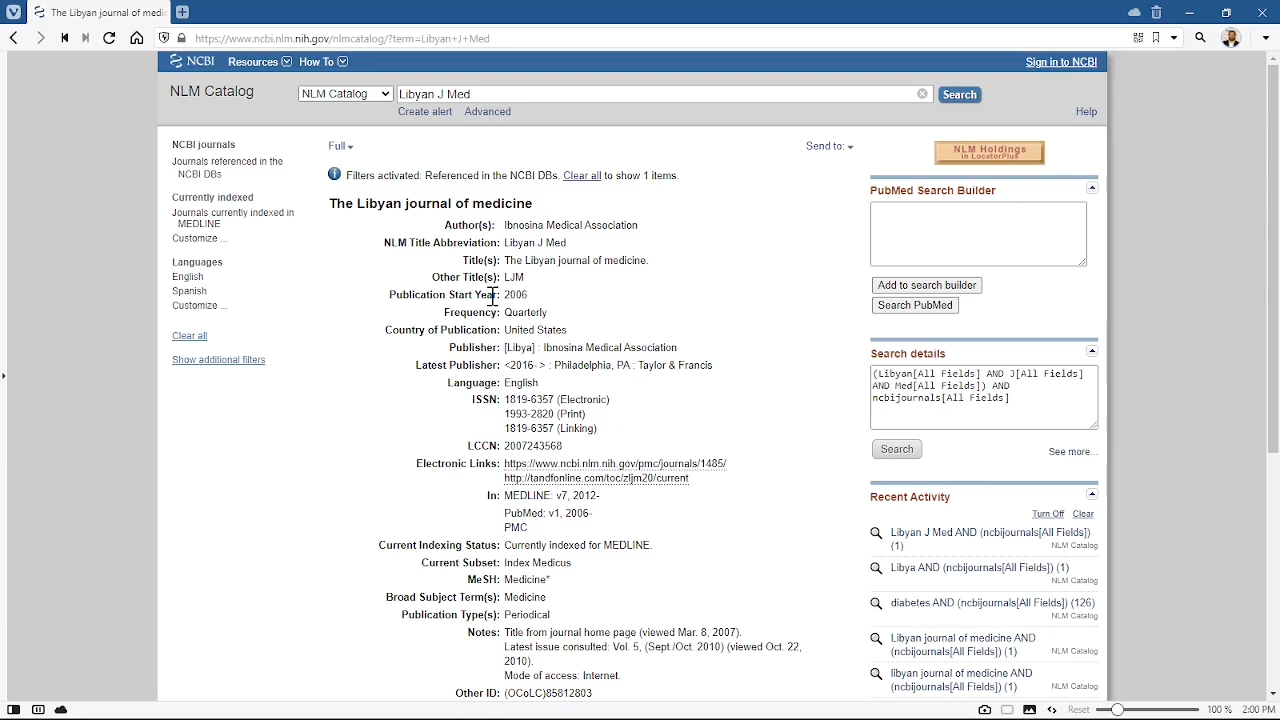 The Libyan journal of medi
https://www.ncbi.nlm.nih.gov/nlmcatalog/?term=Libyan+J+Med
NCBI Resources How To
Sign in to NCBI
NLM Catalog
NLM Catalog Libyan J Med Search
Create alert Advanced
Help
NCBI journals
Journals referenced in the
NCBI DBs
Currently indexed
Journals currently indexed in
MEDLINE
Customize ...
Languages
English
Spanish
Customize ...
Clear all
Show additional filters
Full
Send to:
Filters activated: Referenced in the NCBI DBs. Clear all to show 1 items.
The Libyan journal of medicine
Author(s): Ibnosina Medical Association
NLM Title Abbreviation: Libyan J Med
Title(s): The Libyan journal of medicine.
Other Title(s): LJM
Publication Start Year: 2006
Frequency: Quarterly
Country of Publication: United States
Publisher: [Libya] : Ibnosina Medical Association
Latest Publisher: <2016- > : Philadelphia, PA : Taylor & Francis
Language: English
ISSN: 1819-6357 (Electronic)
1993-2820 (Print)
1819-6357 (Linking)
LCCN: 2007243568
Electronic Links: https://www.ncbi.nlm.nih.gov/pmc/journals/1485/
http://tandfonline.com/toc/zljm20/current
In: MEDLINE: v7, 2012-
PubMed: v1, 2006-
PMC
Current Indexing Status: Currently indexed for MEDLINE.
Current Subset: Index Medicus
MeSH: Medicine*
Broad Subject Term(s): Medicine
Publication Type(s): Periodical
Notes: Title from journal home page (viewed Mar. 8, 2007).
Latest issue consulted: Vol. 5, (Sept./Oct. 2010) (viewed Oct. 22,
2010).
Mode of access: Internet.
Other ID: (OCoLC)85812803
NLM Holdings
in LocatorPlus
PubMed Search Builder
Add to search builder
Search PubMed
Search details
(Libyan[All Fields] AND J[All Fields]
AND Med[All Fields]) AND
ncbijournals[All Fields]
Search
See more...
Recent Activity
Turn Off Clear
Libyan J Med AND (ncbijournals[All Fields])
(1)
NLM Catalog
Libya AND (ncbijournals[All Fields]) (1)
NLM Catalog
diabetes AND (ncbijournals[All Fields]) (126)
NLM Catalog
Libyan journal of medicine AND
(ncbijournals[All Fields]) (1)
NLM Catalog
libyan journal of medicine AND
(ncbijournals[All Fields]) (1)
NLM Catalog
Reset 100 % 2:00 PM